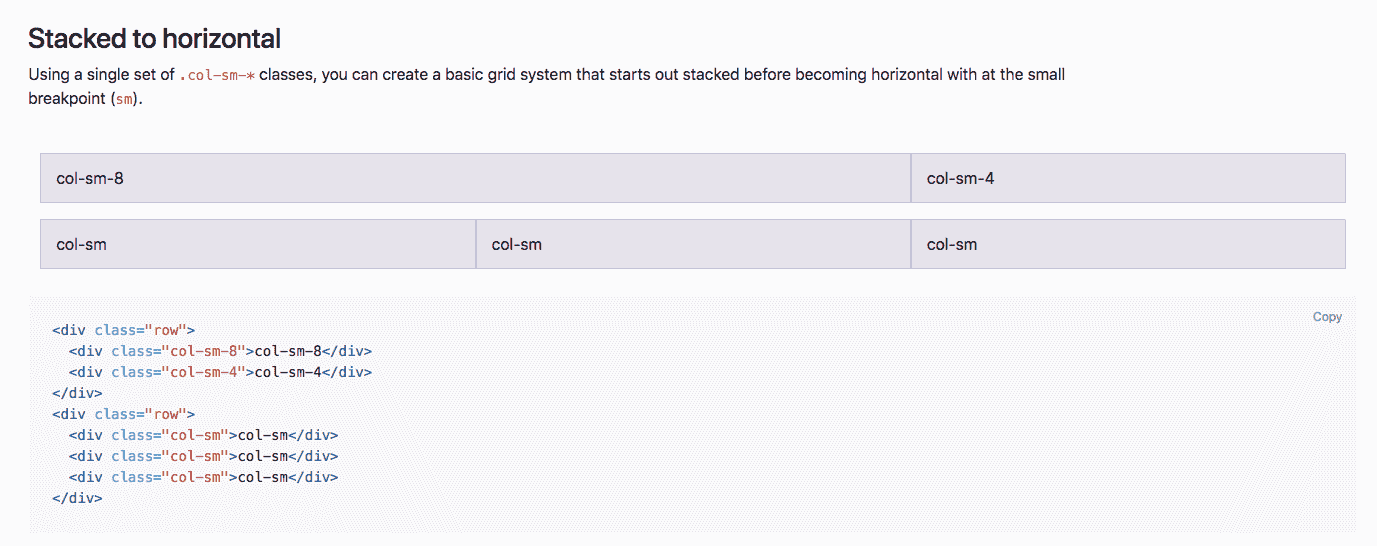 Stacked to horizontal
Using a single set of .col-sm-* classes, you can create a basic grid system that starts out stacked before becoming horizontal with at the small
breakpoint (sm).
col-sm-8 col-sm-4
col-sm col-sm col-sm
Copy
<div class="row">
  <div class="col-sm-8">col-sm-8</div>
  <div class="col-sm-4">col-sm-4</div>
</div>
<div class="row">
  <div class="col-sm">col-sm</div>
  <div class="col-sm">col-sm</div>
  <div class="col-sm">col-sm</div>
</div>